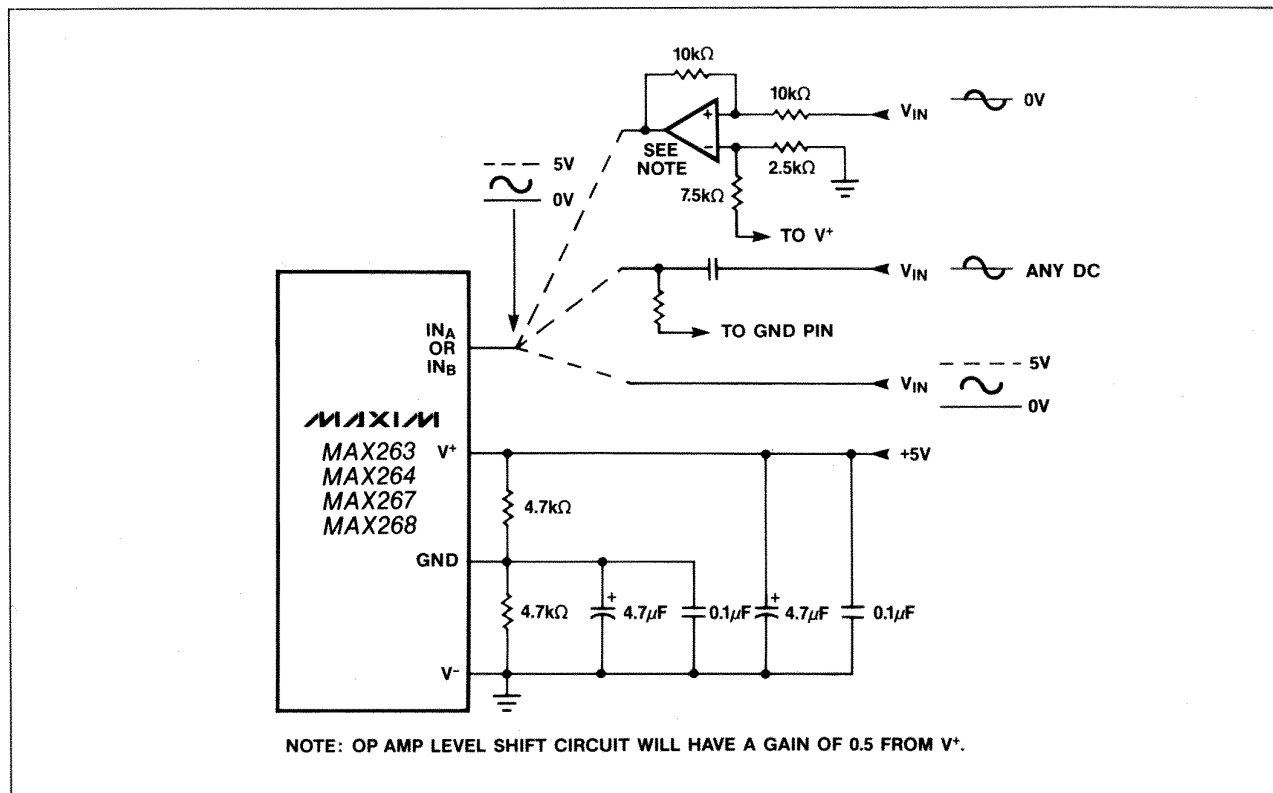 10kΩ
10kΩ
V_IN
0V
+
−
SEE
NOTE
2.5kΩ
7.5kΩ
TO V⁺
5V
0V
V_IN
ANY DC
TO GND PIN
IN_A
OR
IN_B
V_IN
5V
0V
MAXIM
MAX263
MAX264
MAX267
MAX268
V⁺
+5V
4.7kΩ
GND
4.7kΩ
+
4.7μF
0.1μF
+
4.7μF
0.1μF
V⁻
NOTE: OP AMP LEVEL SHIFT CIRCUIT WILL HAVE A GAIN OF 0.5 FROM V⁺.